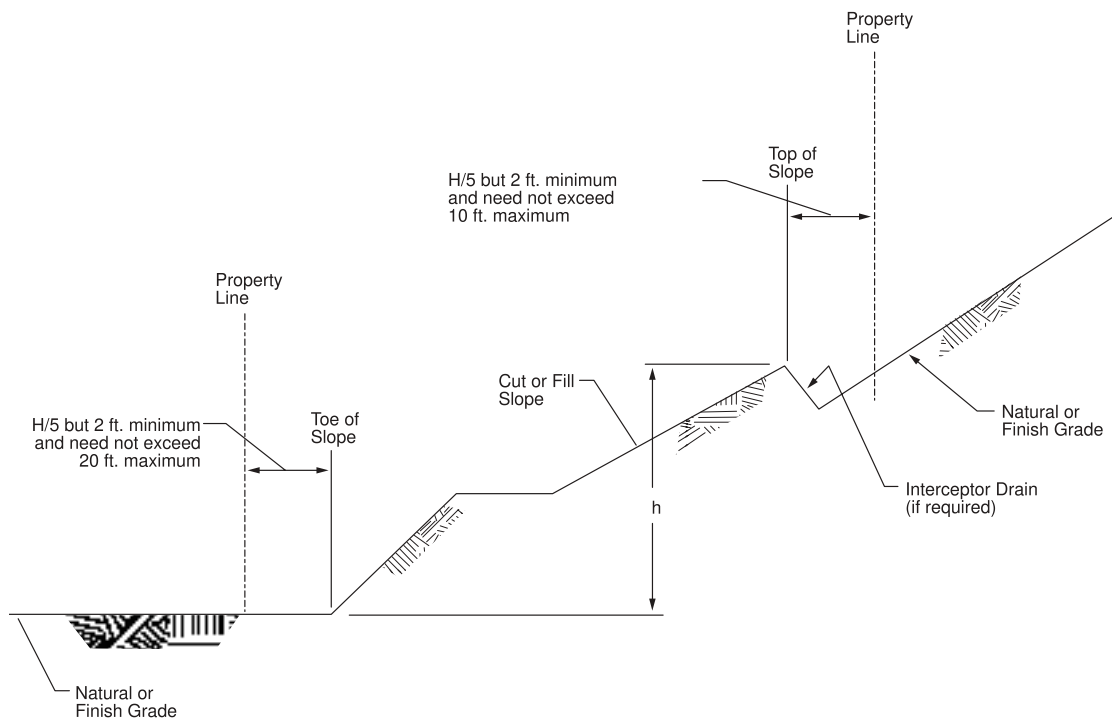 Property
Line
Top of
Slope
H/5 but 2 ft. minimum
and need not exceed
10 ft. maximum
Property
Line
Cut or Fill
Slope
Toe of
Slope
H/5 but 2 ft. minimum
and need not exceed
20 ft. maximum
Natural or
Finish Grade
Interceptor Drain
(if required)
h
Natural or
Finish Grade